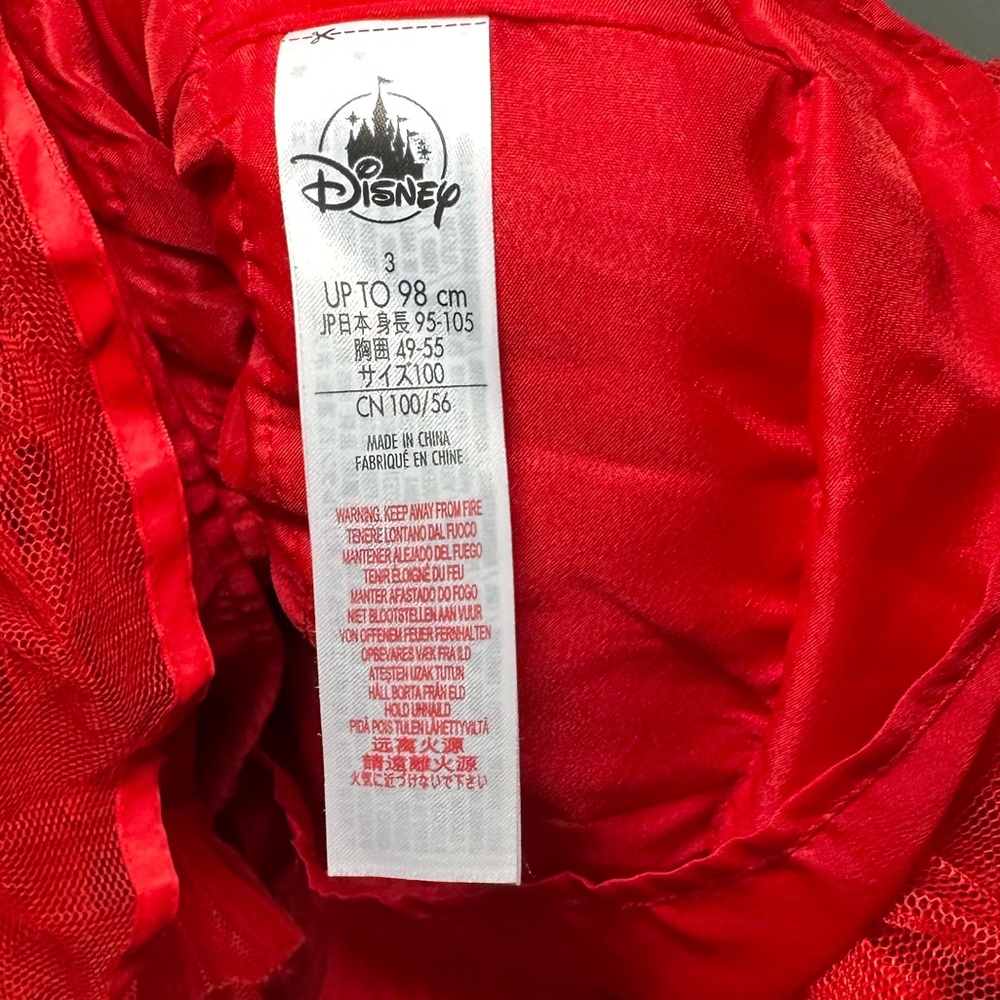 Disney
3
UP TO 98 cm
JP日本 身長 95-105
胸囲 49-55
サイズ100
CN 100/56
MADE IN CHINA
FABRIQUÉ EN CHINE
WARNING. KEEP AWAY FROM FIRE
TENERE LONTANO DAL FUOCO
MANTENER ALEJADO DEL FUEGO
TENIR ÉLOIGNÉ DU FEU
MANTER AFASTADO DO FOGO
NIET BLOOTSTELLEN AAN VUUR
VON OFFENEM FEUER FERNHALTEN
OPBEVARES VÆK FRA ILD
ATEŞTEN UZAK TUTUN
HÅLL BORTA FRÅN ELD
HOLD UNNA ILD
PIDÄ POIS TULEN LÄHETTYVILTÄ
远离火源
請遠離火源
火気に近づけないで下さい